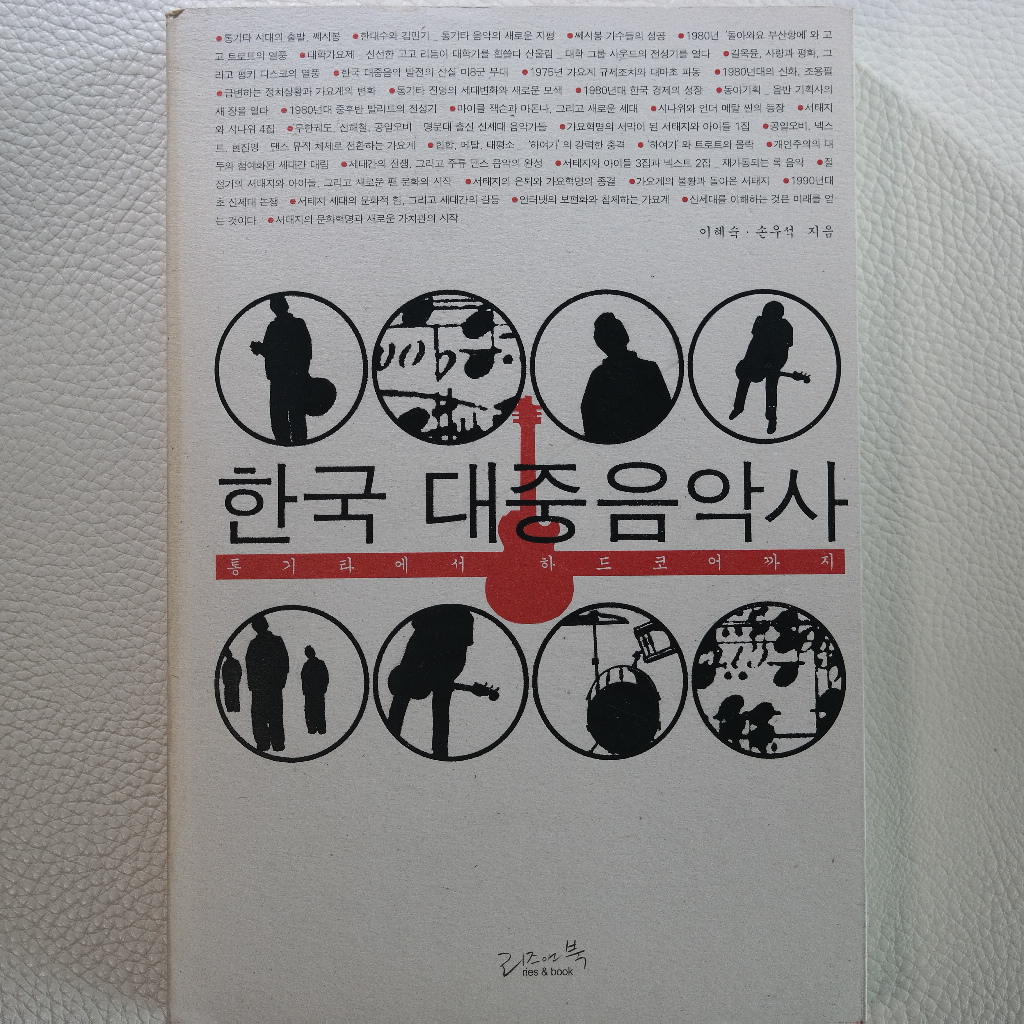 ●통기타 시대의 출발_쎄시봉 ●한대수와 김민기_ 통기타 음악의 새로운 지평 ●쎄시봉 가수들의 성공 ●1980년 '돌아와요 부산항에'와 고
고 트로트의 열풍 ●대학가요제_ 신선한 고고 리듬이 대학가를 휩쓸다 산울림_ 대학 그룹 사운드의 전성기를 열다 ●길옥윤, 사랑과 평화, 그
리고 펑키 디스코의 열풍 ●한국 대중음악 발전의 산실 미8군 무대 ●1975년 가요계 규제조치와 대마초 파동 ●1980년대의 신화, 조용필
●급변하는 정치상황과 가요계의 변화 ●통기타 진영의 세대변화와 새로운 모색 ●1980년대 한국 경제의 성장 ●동아기획_ 음반 기획사의
새 장을 열다 ●1980년대 중후반 발라드의 전성기 ●마이클 잭슨과 마돈나, 그리고 새로운 세대 ●시나위와 언더 메탈 씬의 등장 ●서태지
와 시나위 4집 ●무한궤도, 신해철, 공일오비_ 명문대 출신 신세대 음악가들 ●가요혁명의 서막이 된 서태지와 아이들 1집 ●공일오비, 넥스
트, 현진영_ 댄스 뮤직 체제로 전환하는 가요계 ●힙합, 메탈, 태평소_ '하여가'의 강력한 충격 ●'하여가'와 트로트의 몰락 ●개인주의의 대
두와 첨예화된 세대간 대립 ●세대간의 전쟁, 그리고 주류 댄스 음악의 완성 ●서태지와 아이들 3집과 넥스트 2집_ 재가동되는 록 음악 ●절
정기의 서태지와 아이들, 그리고 새로운 팬 문화의 시작 ●서태지의 은퇴와 가요혁명의 종결 ●가요계의 불황과 돌아온 서태지 ●1990년대
초 신세대 논쟁 ●서태지 세대의 문화적 힘, 그리고 세대간의 갈등 ●인터넷의 보편화와 침체하는 가요계 ●신세대를 이해하는 것은 미래를 얻
는 것이다 ●서태지의 문화혁명과 새로운 가치관의 시작
이혜숙·손우석 지음
한국 대중음악사
통기타에서 하드코어까지
리즈앤북
ries & book